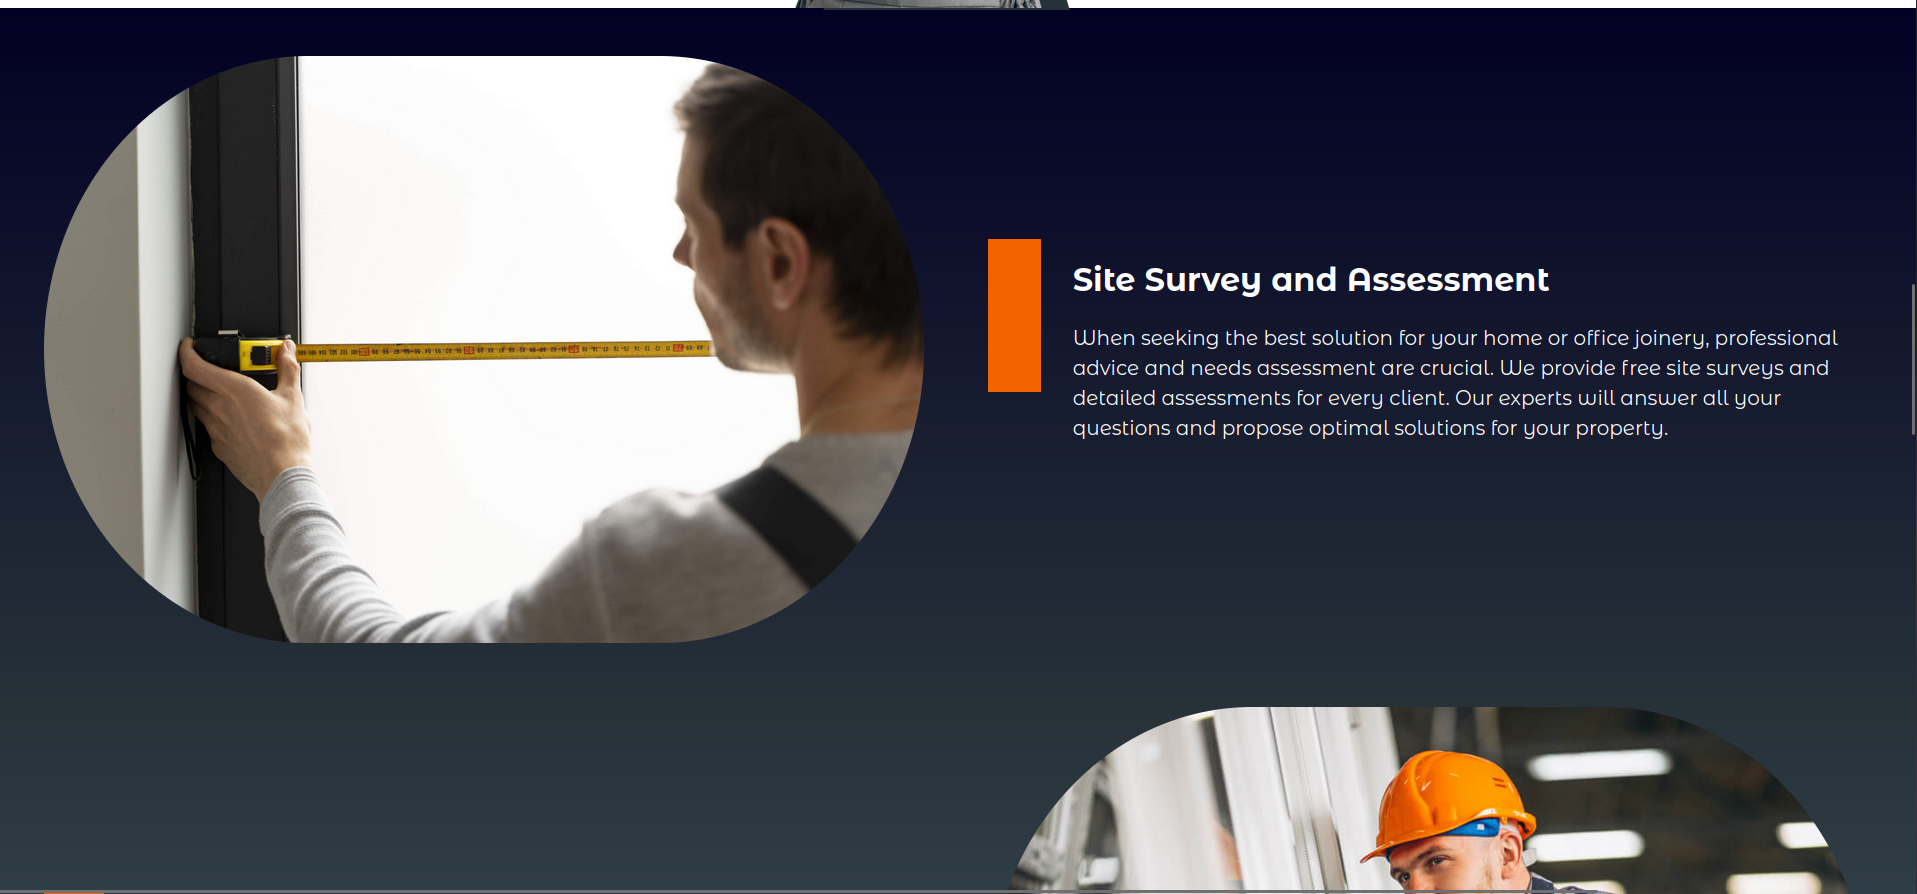 Site Survey and Assessment
When seeking the best solution for your home or office joinery, professional
advice and needs assessment are crucial. We provide free site surveys and
detailed assessments for every client. Our experts will answer all your
questions and propose optimal solutions for your property.